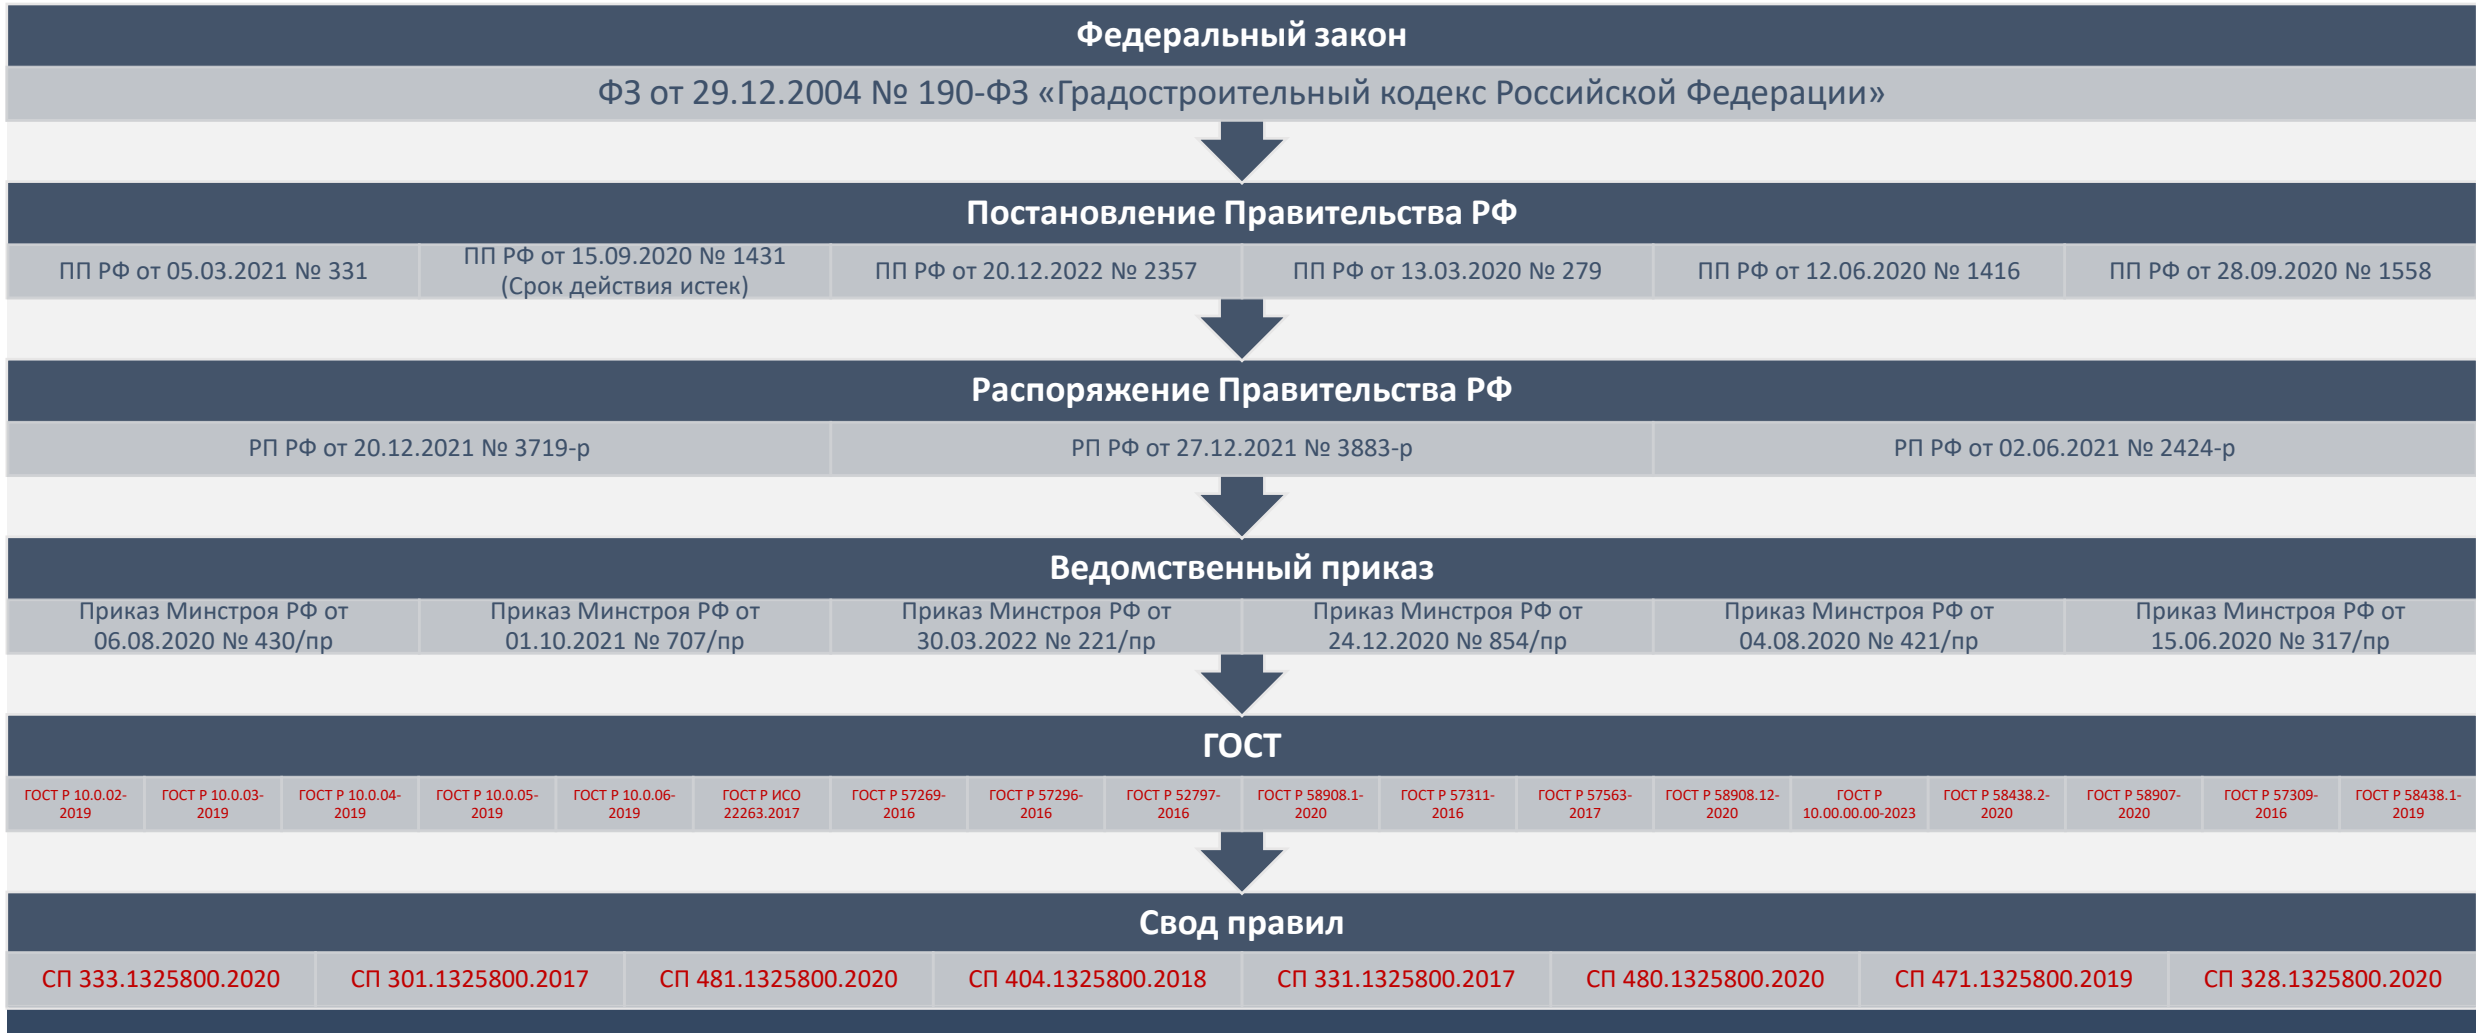 Федеральный закон
ФЗ от 29.12.2004 № 190-ФЗ «Градостроительный кодекс Российской Федерации»
Постановление Правительства РФ
ПП РФ от 05.03.2021 № 331
ПП РФ от 15.09.2020 № 1431
(Срок действия истек)
ПП РФ от 20.12.2022 № 2357
ПП РФ от 13.03.2020 № 279
ПП РФ от 12.06.2020 № 1416
ПП РФ от 28.09.2020 № 1558
Распоряжение Правительства РФ
РП РФ от 20.12.2021 № 3719-р
РП РФ от 27.12.2021 № 3883-р
РП РФ от 02.06.2021 № 2424-р
Ведомственный приказ
Приказ Минстроя РФ от
06.08.2020 № 430/пр
Приказ Минстроя РФ от
01.10.2021 № 707/пр
Приказ Минстроя РФ от
30.03.2022 № 221/пр
Приказ Минстроя РФ от
24.12.2020 № 854/пр
Приказ Минстроя РФ от
04.08.2020 № 421/пр
Приказ Минстроя РФ от
15.06.2020 № 317/пр
ГОСТ
ГОСТ Р 10.0.02-
2019
ГОСТ Р 10.0.03-
2019
ГОСТ Р 10.0.04-
2019
ГОСТ Р 10.0.05-
2019
ГОСТ Р 10.0.06-
2019
ГОСТ Р ИСО
22263.2017
ГОСТ Р 57269-
2016
ГОСТ Р 57296-
2016
ГОСТ Р 52797-
2016
ГОСТ Р 58908.1-
2020
ГОСТ Р 57311-
2016
ГОСТ Р 57563-
2017
ГОСТ Р 58908.12-
2020
ГОСТ Р
10.00.00.00-2023
ГОСТ Р 58438.2-
2020
ГОСТ Р 58907-
2020
ГОСТ Р 57309-
2016
ГОСТ Р 58438.1-
2019
Свод правил
СП 333.1325800.2020
СП 301.1325800.2017
СП 481.1325800.2020
СП 404.1325800.2018
СП 331.1325800.2017
СП 480.1325800.2020
СП 471.1325800.2019
СП 328.1325800.2020